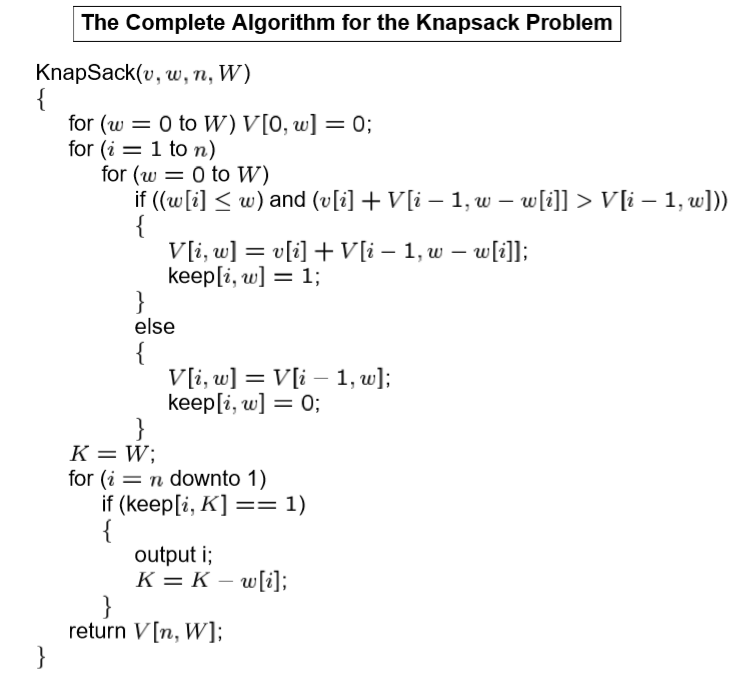 The Complete Algorithm for the Knapsack Problem
KnapSack(v, w, n, W)
{
for (w = 0 to W) V[0, w] = 0;
for (i = 1 to n)
for (w = 0 to W)
if ((w[i] ≤ w) and (v[i] + V[i − 1, w − w[i]] > V[i − 1, w]))
{
V[i, w] = v[i] + V[i − 1, w − w[i]];
keep[i, w] = 1;
}
else
{
V[i, w] = V[i − 1, w];
keep[i, w] = 0;
}
K = W;
for (i = n downto 1)
if (keep[i, K] == 1)
{
output i;
K = K − w[i];
}
return V[n, W];
}